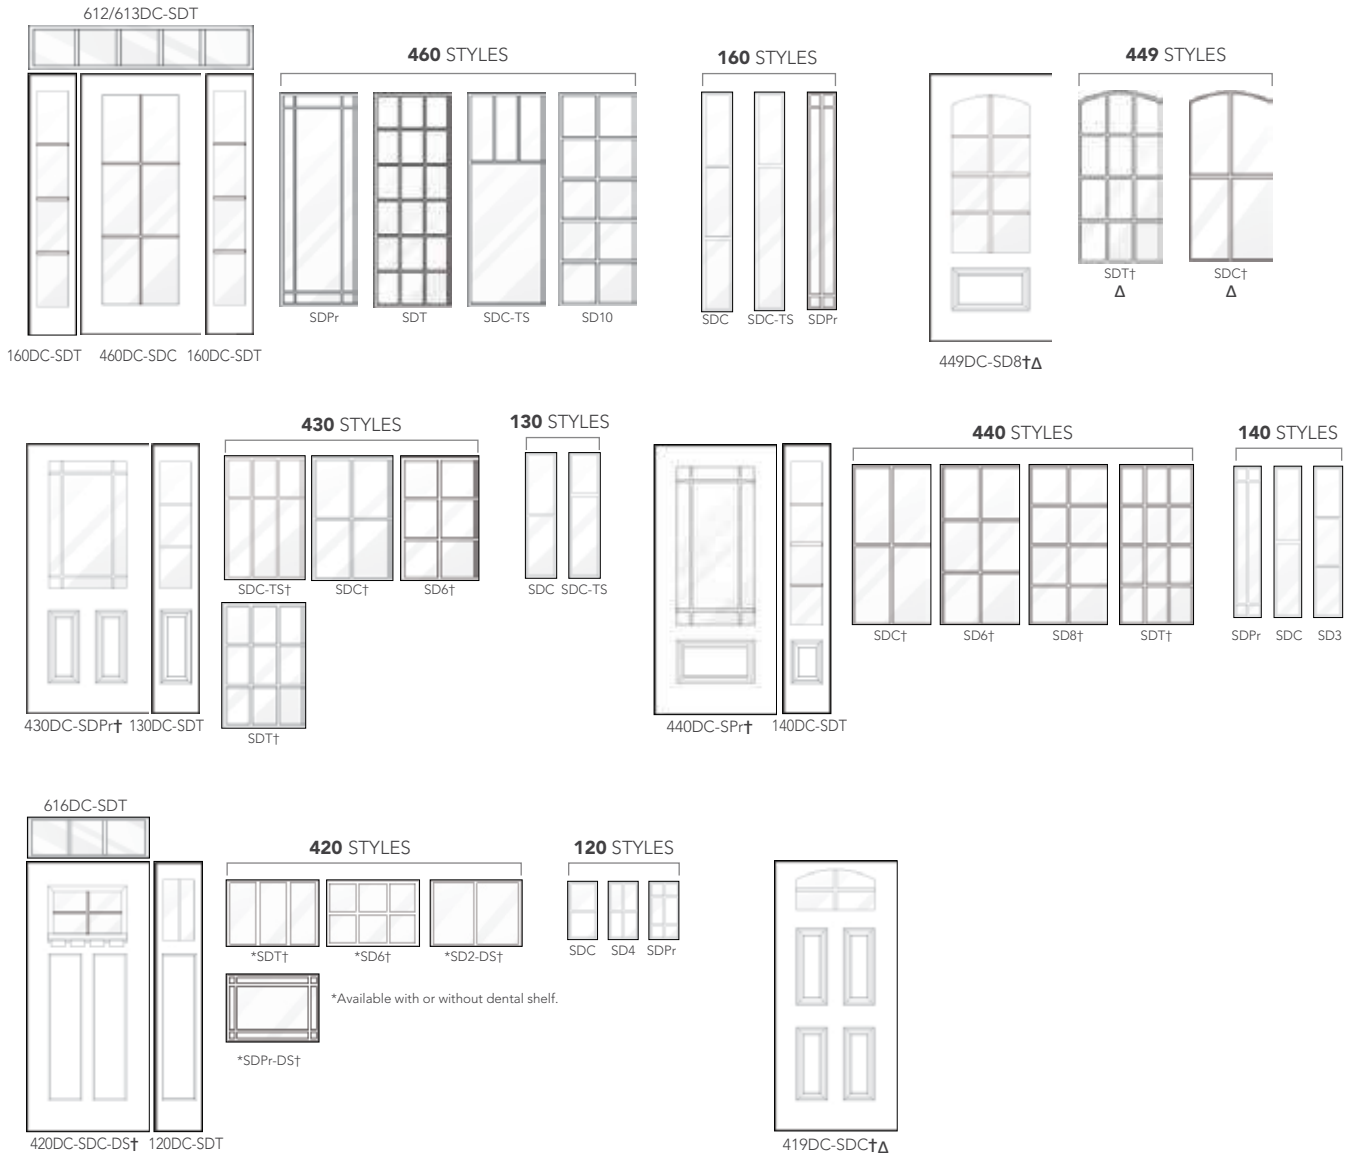 612/613DC-SDT
460 STYLES
160 STYLES
449 STYLES
SDPr
SDT
SDC-TS
SD10
SDC
SDC-TS
SDPr
SDT†
Δ
SDC†
Δ
160DC-SDT
460DC-SDC
160DC-SDT
449DC-SD8†Δ
430 STYLES
130 STYLES
440 STYLES
140 STYLES
SDC-TS†
SDC†
SD6†
SDC
SDC-TS
SDC†
SD6†
SD8†
SDT†
SDPr
SDC
SD3
430DC-SDPr†
130DC-SDT
SDT†
440DC-SPr†
140DC-SDT
616DC-SDT
420 STYLES
120 STYLES
*SDT†
*SD6†
*SD2-DS†
SDC
SD4
SDPr
*Available with or without dental shelf.
*SDPr-DS†
420DC-SDC-DS†
120DC-SDT
419DC-SDC†Δ